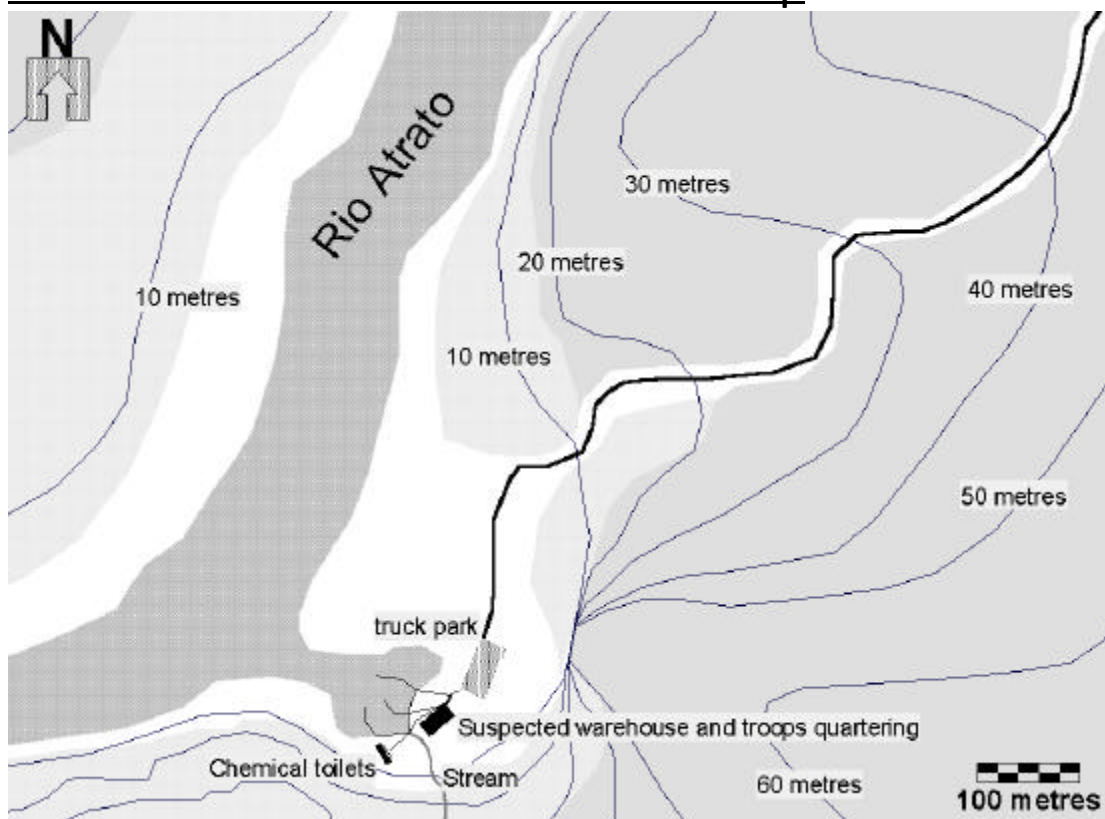 N
Rio Atrato
30 metres
20 metres
10 metres
40 metres
10 metres
50 metres
truck park
Suspected warehouse and troops quartering
Chemical toilets
Stream
60 metres
100 metres